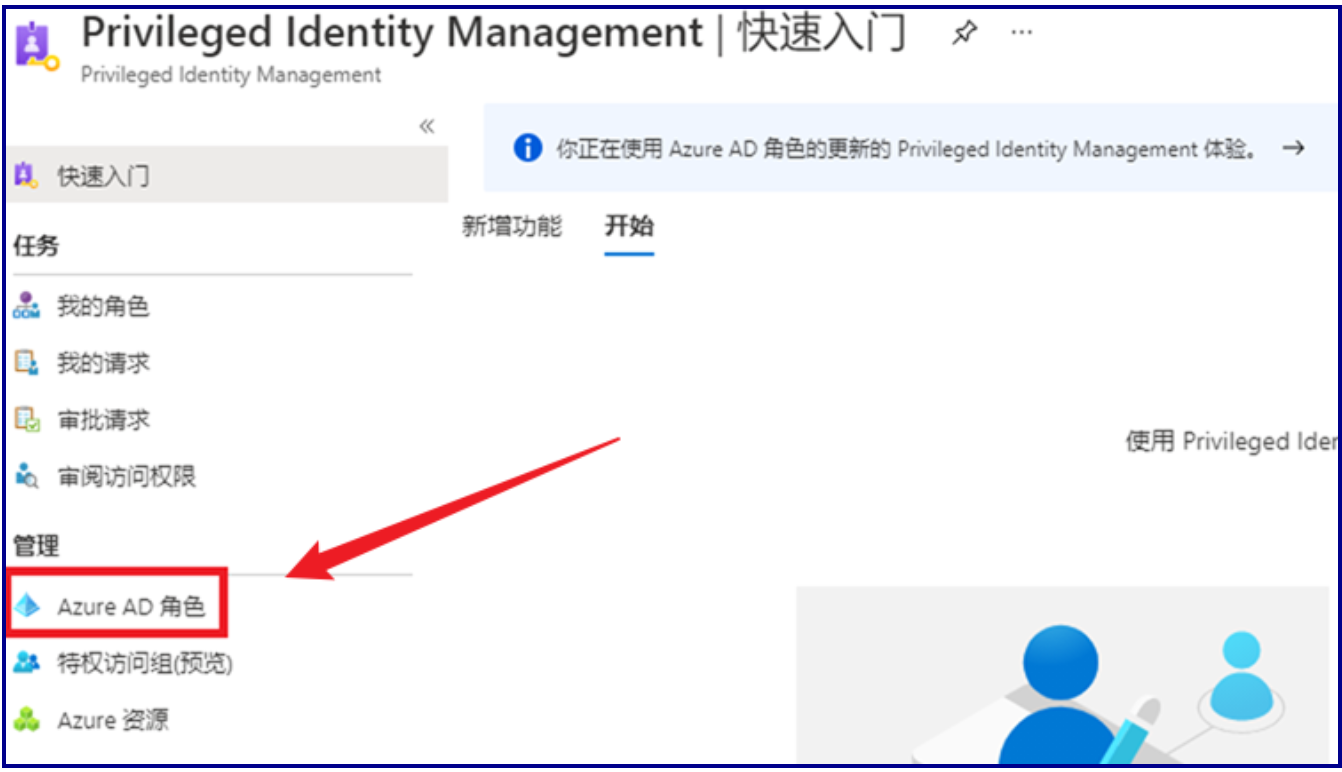 Privileged Identity Management | 快速入门
Privileged Identity Management
你正在使用 Azure AD 角色的更新的 Privileged Identity Management 体验。
快速入门
新增功能 开始
任务
我的角色
我的请求
审批请求
审阅访问权限
使用 Privileged Iden
管理
Azure AD 角色
特权访问组(预览)
Azure 资源